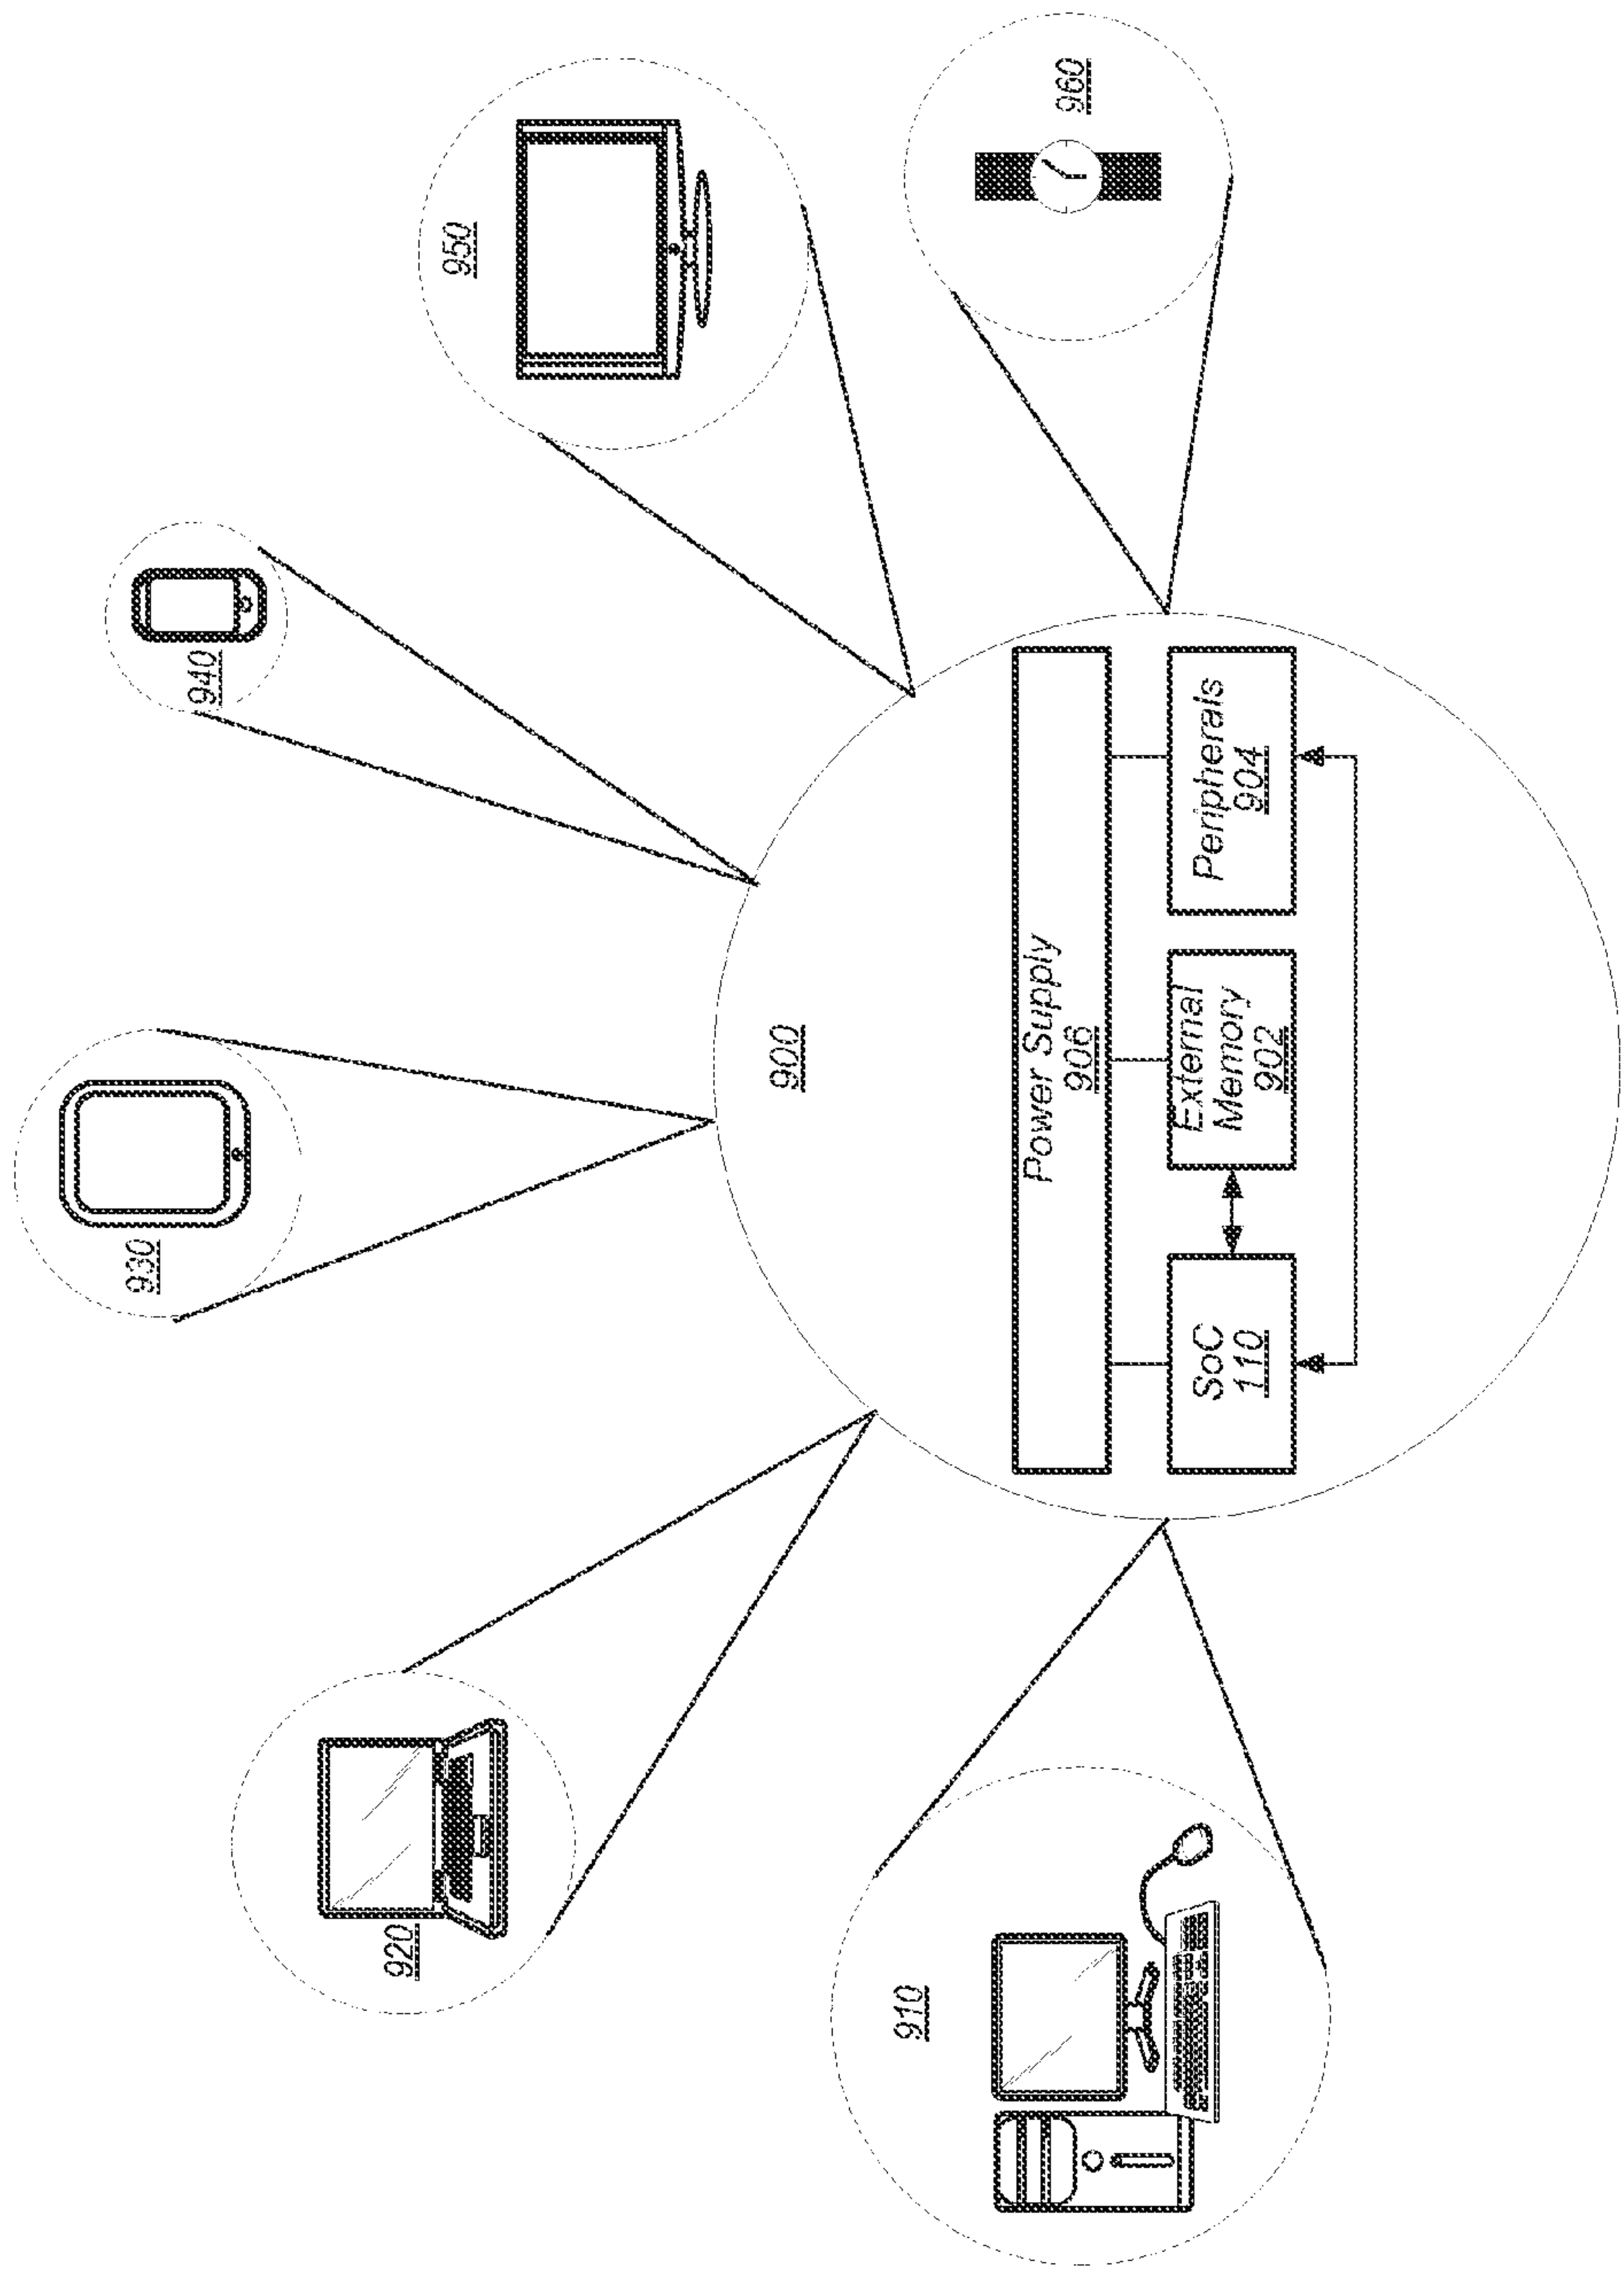 930
940
950
960
920
900
Power Supply
906
910
SoC
110
External
Memory
902
Peripherals
904